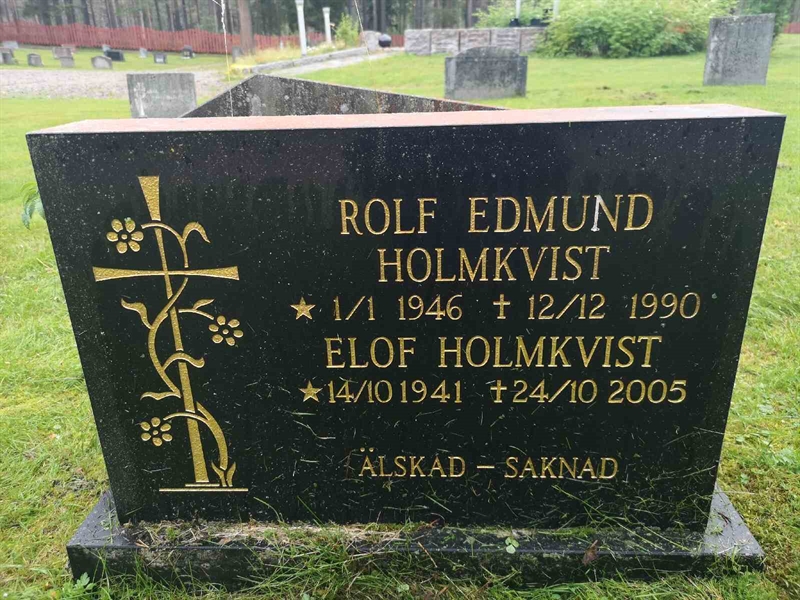 ROLF EDMUND
HOLMKVIST
★ 1/1 1946 ✝ 12/12 1990
ELOF HOLMKVIST
★ 14/10 1941 ✝ 24/10 2005
ÄLSKAD – SAKNAD